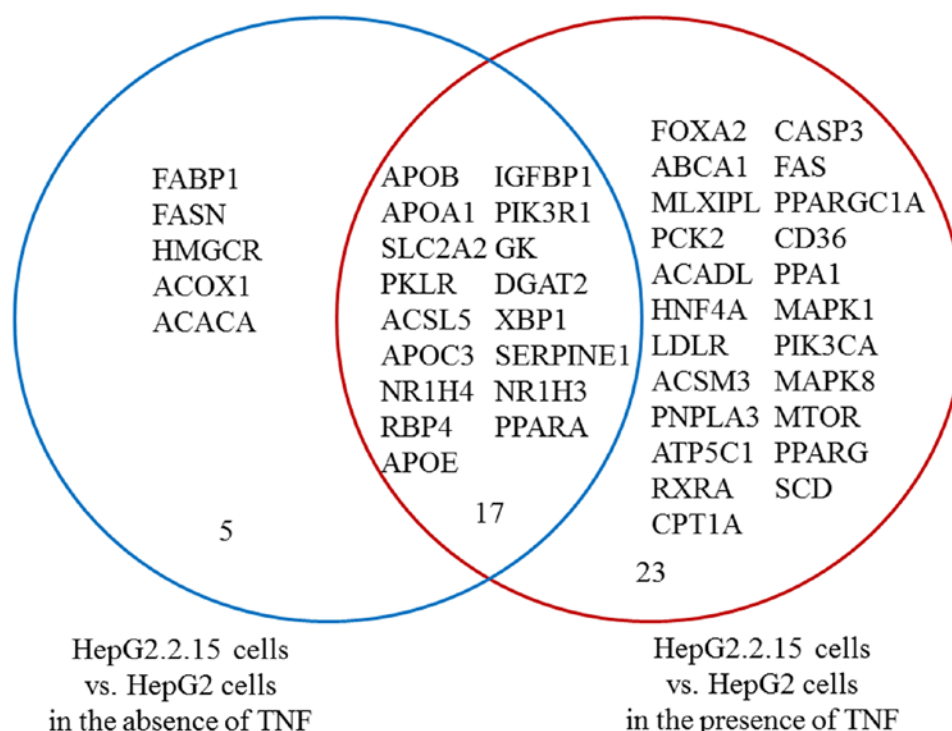 FABP1
FASN
HMGCR
ACOX1
ACACA
5
APOB IGFBP1
APOA1 PIK3R1
SLC2A2 GK
PKLR DGAT2
ACSL5 XBP1
APOC3 SERPINE1
NR1H4 NR1H3
RBP4 PPARA
APOE
17
FOXA2 CASP3
ABCA1 FAS
MLXIPL PPARGC1A
PCK2 CD36
ACADL PPA1
HNF4A MAPK1
LDLR PIK3CA
ACSM3 MAPK8
PNPLA3 MTOR
ATP5C1 PPARG
RXRA SCD
CPT1A
23
HepG2.2.15 cells
vs. HepG2 cells
in the absence of TNF
HepG2.2.15 cells
vs. HepG2 cells
in the presence of TNF